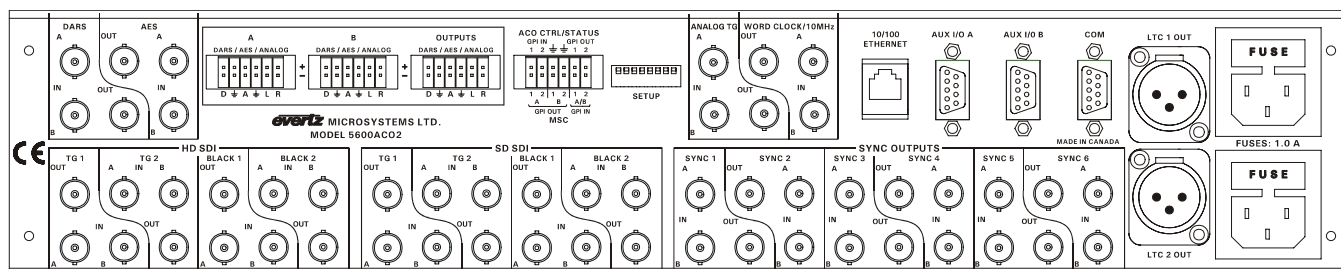 DARS AES
A OUT A
IN OUT IN
B B
A B OUTPUTS
DARS / AES / ANALOG DARS / AES / ANALOG DARS / AES / ANALOG
+ +
− −
D A L R D A L R D A L R
evertz MICROSYSTEMS LTD.
MODEL 5600ACO2
ACO CTRL/STATUS
GPI IN GPI OUT
1 2 1 2
1 2 1 2 1 2
A B A/B
GPI OUT GPI IN
MSC
SETUP
ANALOG TG WORD CLOCK/10MHz
A OUT A
IN OUT IN
B B
10/100
ETHERNET
AUX I/O A
AUX I/O B
COM
MADE IN CANADA
LTC 1 OUT
FUSE
FUSES: 1.0 A
FUSE
LTC 2 OUT
CE
HD SDI
TG 1 TG 2 BLACK 1 BLACK 2
OUT A IN B OUT A IN B
IN OUT IN OUT
A B A B
SD SDI
TG 1 TG 2 BLACK 1 BLACK 2
OUT A IN B OUT A IN B
IN OUT IN OUT
A B A B
SYNC OUTPUTS
SYNC 1 SYNC 2 SYNC 3 SYNC 4 SYNC 5 SYNC 6
A OUT A A OUT A A OUT A
IN OUT IN IN OUT IN IN OUT IN
B B B B B B